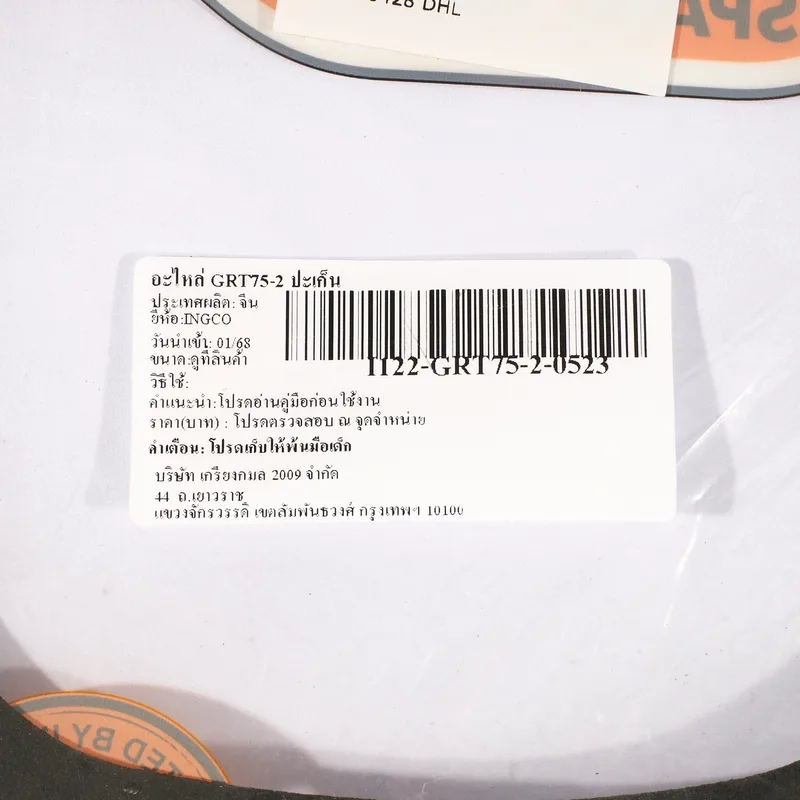 DHL
อะไหล่ GRT75-2 ปะเก็น
ประเทศผลิต: จีน
ยี่ห้อ:INGCO
วันนำเข้า: 01/68
ขนาด:ดูที่สินค้า
II22-GRT75-2-0523
วิธีใช้:
คำแนะนำ:โปรดอ่านคู่มือก่อนใช้งาน
ราคา(บาท) : โปรดตรวจสอบ ณ จุดจำหน่าย
คำเตือน: โปรดเก็บให้พ้นมือเด็ก
บริษัท เกรียงกมล 2009 จำกัด
44 ถ.เยาวราช
แขวงจักรวรรดิ เขตสัมพันธวงศ์ กรุงเทพฯ 10100
TED BY